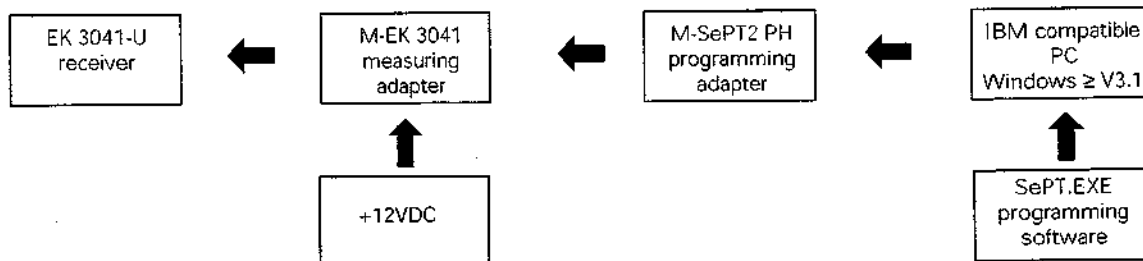 EK 3041-U
receiver
M-EK 3041
measuring
adapter
M-SePT2 PH
programming
adapter
IBM compatible
PC
Windows ≥ V3.1
+12VDC
SePT.EXE
programming
software